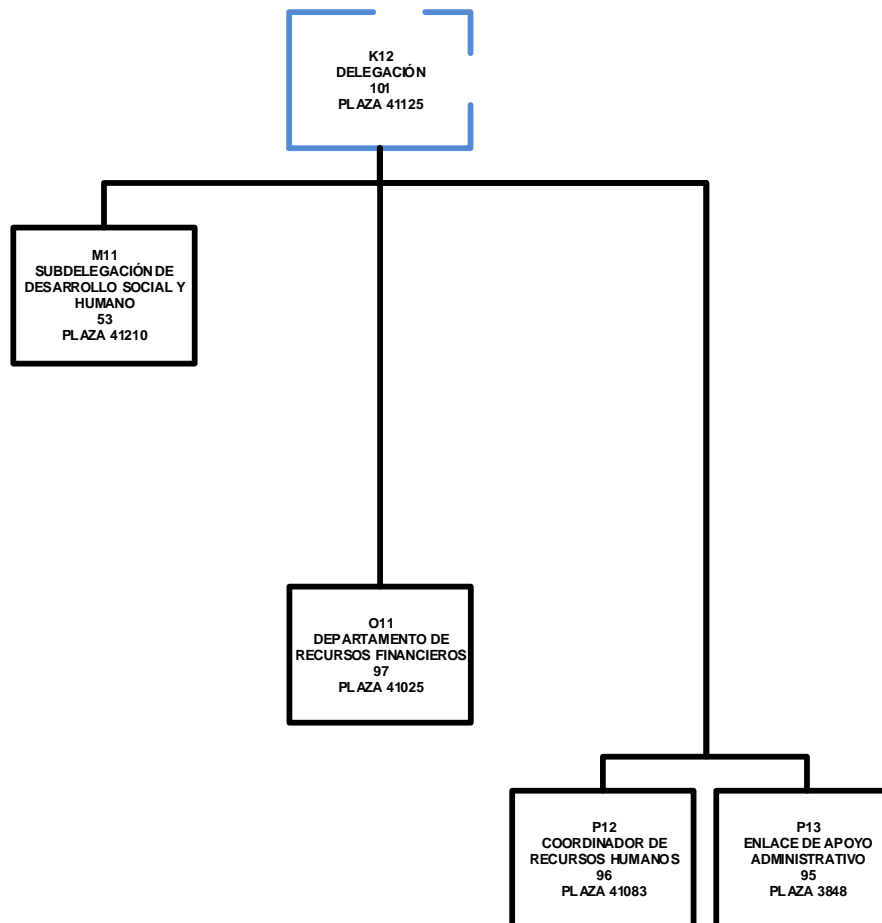 K12
DELEGACIÓN
101
PLAZA 41125
M11
SUBDELEGACIÓN DE
DESARROLLO SOCIAL Y
HUMANO
53
PLAZA 41210
O11
DEPARTAMENTO DE
RECURSOS FINANCIEROS
97
PLAZA 41025
P12
COORDINADOR DE
RECURSOS HUMANOS
96
PLAZA 41083
P13
ENLACE DE APOYO
ADMINISTRATIVO
95
PLAZA 3848